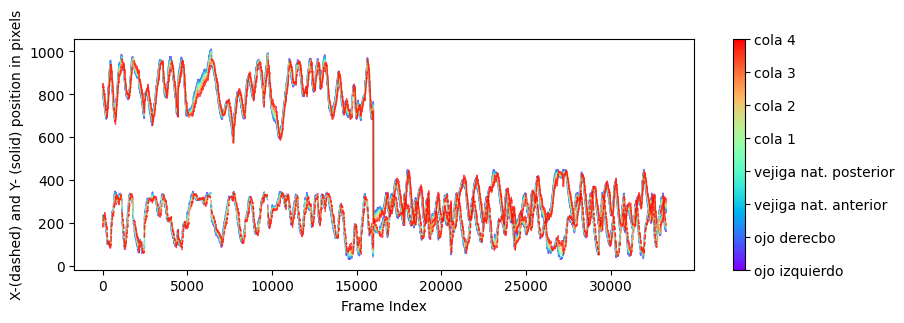 X-(dashed) and Y- (solid) position in pixels
1000
800
600
400
200
0
0 5000 10000 15000 20000 25000 30000
Frame Index
cola 4
cola 3
cola 2
cola 1
vejiga nat. posterior
vejiga nat. anterior
ojo derecbo
ojo izquierdo